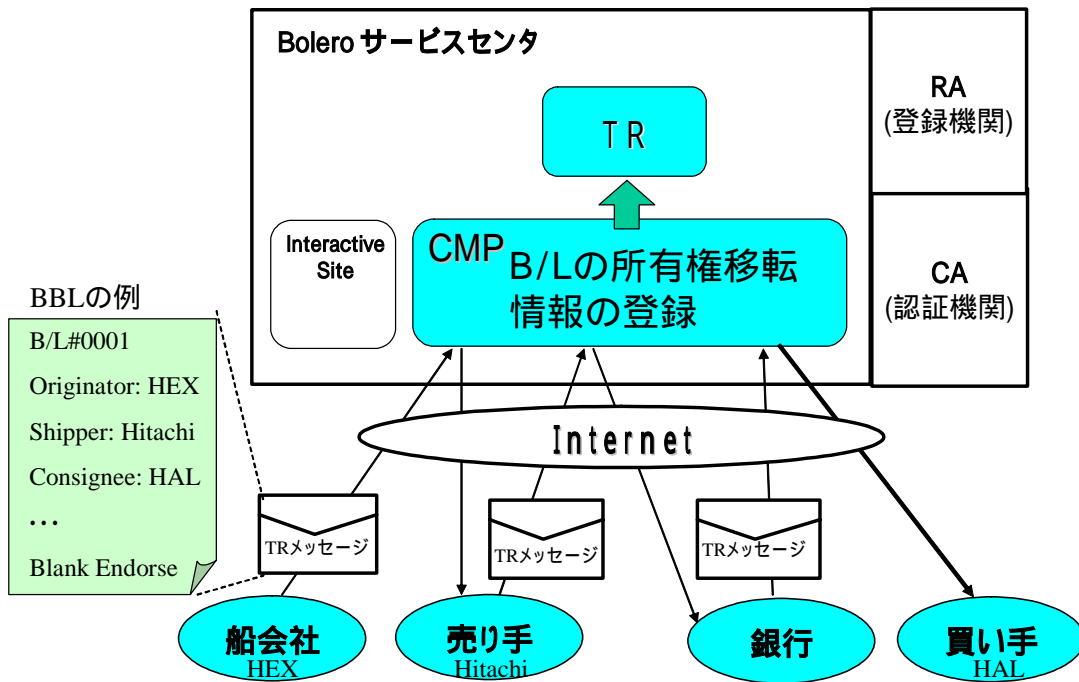 Bolero サービスセンタ
RA
(登録機関)
TR
Interactive
Site
CMP
B/Lの所有権移転
情報の登録
CA
(認証機関)
BBLの例
B/L#0001
Originator: HEX
Shipper: Hitachi
Consignee: HAL
…
Blank Endorse
Internet
TRメッセージ
TRメッセージ
TRメッセージ
船会社
HEX
売り手
Hitachi
銀行
買い手
HAL